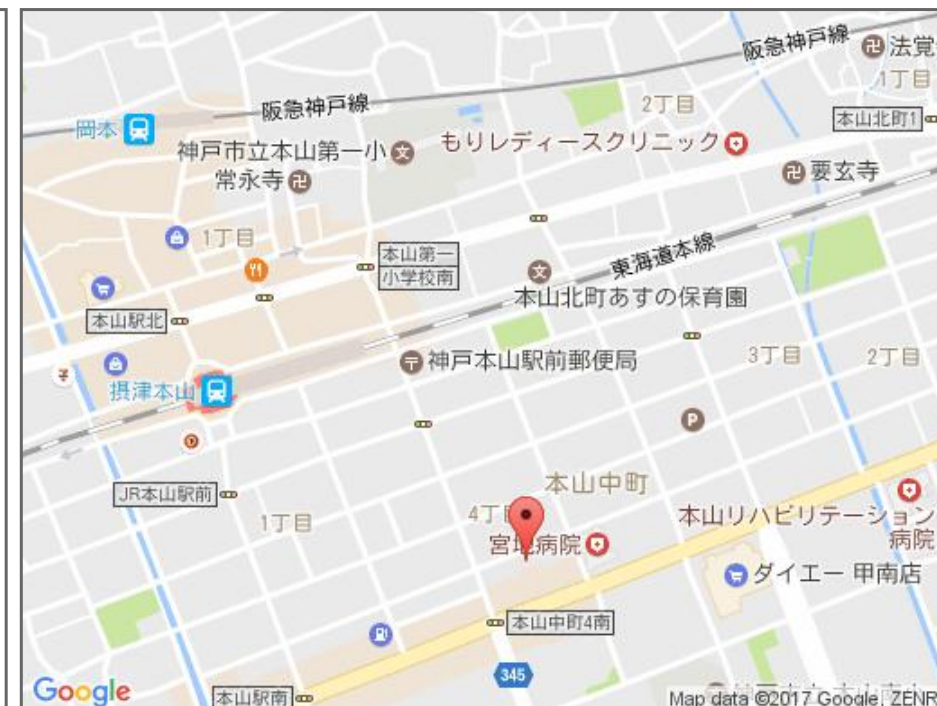 阪急神戸線
法覚
1丁目
阪急神戸線
2丁目
本山北町1
岡本
神戸市立本山第一小
もりレディースクリニック
常永寺
要玄寺
1丁目
本山第一
小学校南
東海道本線
本山北町あすの保育園
本山駅北
神戸本山駅前郵便局
3丁目
2丁目
摂津本山
P
JR本山駅前
本山中町
1丁目
4丁
本山リハビリテーション
病院
宮地病院
ダイエー 甲南店
本山中町4南
345
Google
本山駅南
Map data ©2017 Google, ZENR